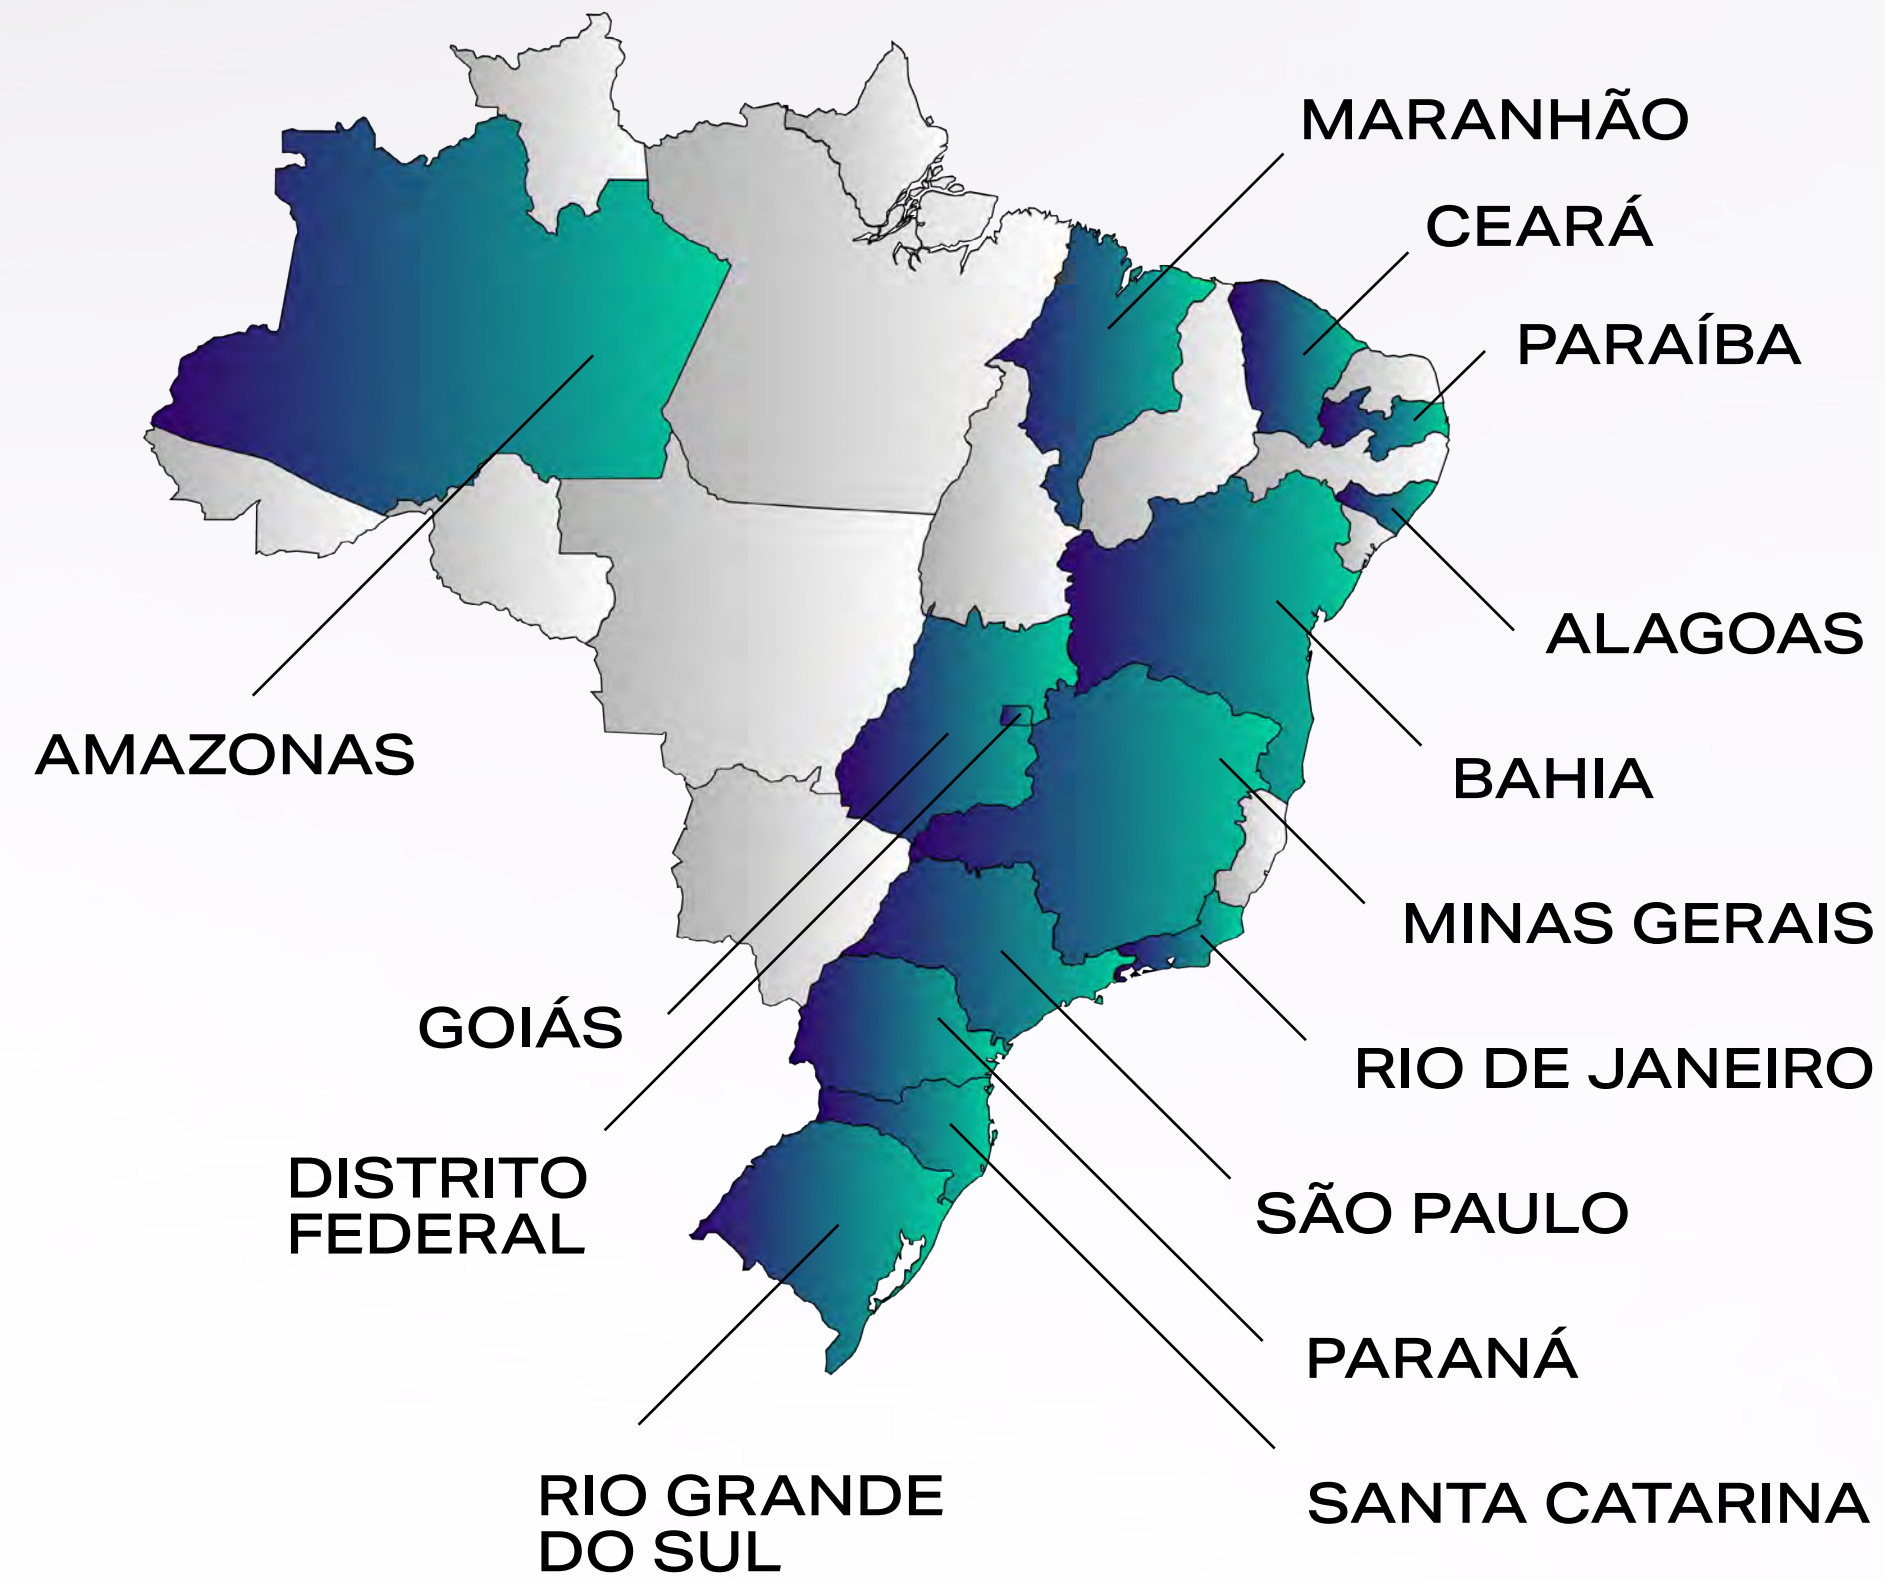 MARANHÃO
CEARÁ
PARAÍBA
ALAGOAS
AMAZONAS
BAHIA
MINAS GERAIS
GOIÁS
RIO DE JANEIRO
DISTRITO
FEDERAL
SÃO PAULO
PARANÁ
RIO GRANDE
DO SUL
SANTA CATARINA